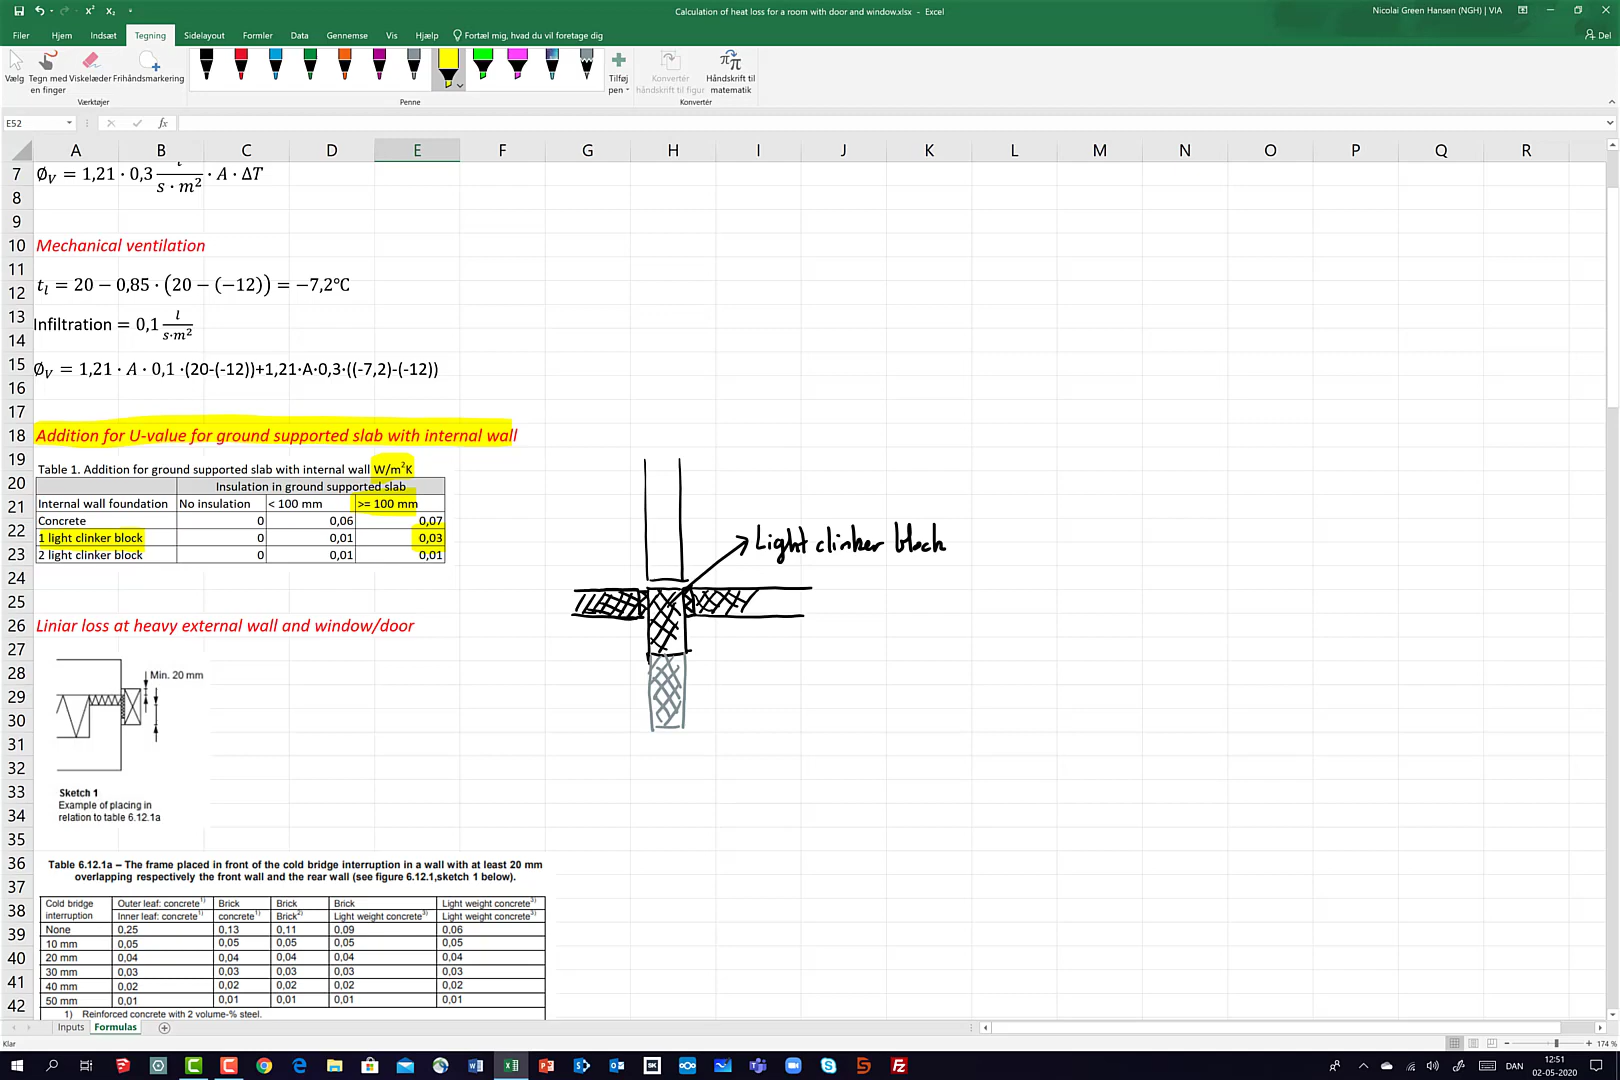 Calculation of heat loss for a room with door and window.xlsx - Excel
Nicolai Green Hansen (NGH) | VIA
Filer Hjem Indsæt Tegning Sidelayout Formler Data Gennemse Vis Hjælp Fortæl mig, hvad du vil foretage dig
Del
Vælg Tegn med en finger Viskelæder Frihåndsmarkering
Værktøjer
Penne
Tilføj pen
Konvertér håndskrift til figur
Håndskrift til matematik
Konvertér
E52
fx
A B C D E F G H I J K L M N O P Q R
7 ∅V = 1,21 · 0,3 l/(s · m²) · A · ΔT
8
9
10 Mechanical ventilation
11
12 tl = 20 − 0,85 · (20 − (−12)) = −7,2℃
13 Infiltration = 0,1 l/(s·m²)
14
15 ∅V = 1,21 · A · 0,1 ·(20-(-12))+1,21·A·0,3·((-7,2)-(-12))
16
17
18 Addition for U-value for ground supported slab with internal wall
19 Table 1. Addition for ground supported slab with internal wall W/m²K
20 Insulation in ground supported slab
21 Internal wall foundation No insulation < 100 mm >= 100 mm
22 Concrete 0 0,06 0,07
1 light clinker block 0 0,01 0,03
23 2 light clinker block 0 0,01 0,01
Light clinker block
24
25
26 Liniar loss at heavy external wall and window/door
27
28 Min. 20 mm
29
30
31
32
33 Sketch 1
Example of placing in
34 relation to table 6.12.1a
35
36 Table 6.12.1a – The frame placed in front of the cold bridge interruption in a wall with at least 20 mm
37 overlapping respectively the front wall and the rear wall (see figure 6.12.1,sketch 1 below).
38 Cold bridge Outer leaf: concrete1) Brick Brick Brick Light weight concrete3)
interruption Inner leaf: concrete1) concrete1) Brick2) Light weight concrete3) Light weight concrete3)
39 None 0,25 0,13 0,11 0,09 0,06
10 mm 0,05 0,05 0,05 0,05 0,05
40 20 mm 0,04 0,04 0,04 0,04 0,04
41 30 mm 0,03 0,03 0,03 0,03 0,03
40 mm 0,02 0,02 0,02 0,02 0,02
42 50 mm 0,01 0,01 0,01 0,01 0,01
1) Reinforced concrete with 2 volume-% steel.
Inputs Formulas
Klar
174 %
DAN
12:51
02-05-2020